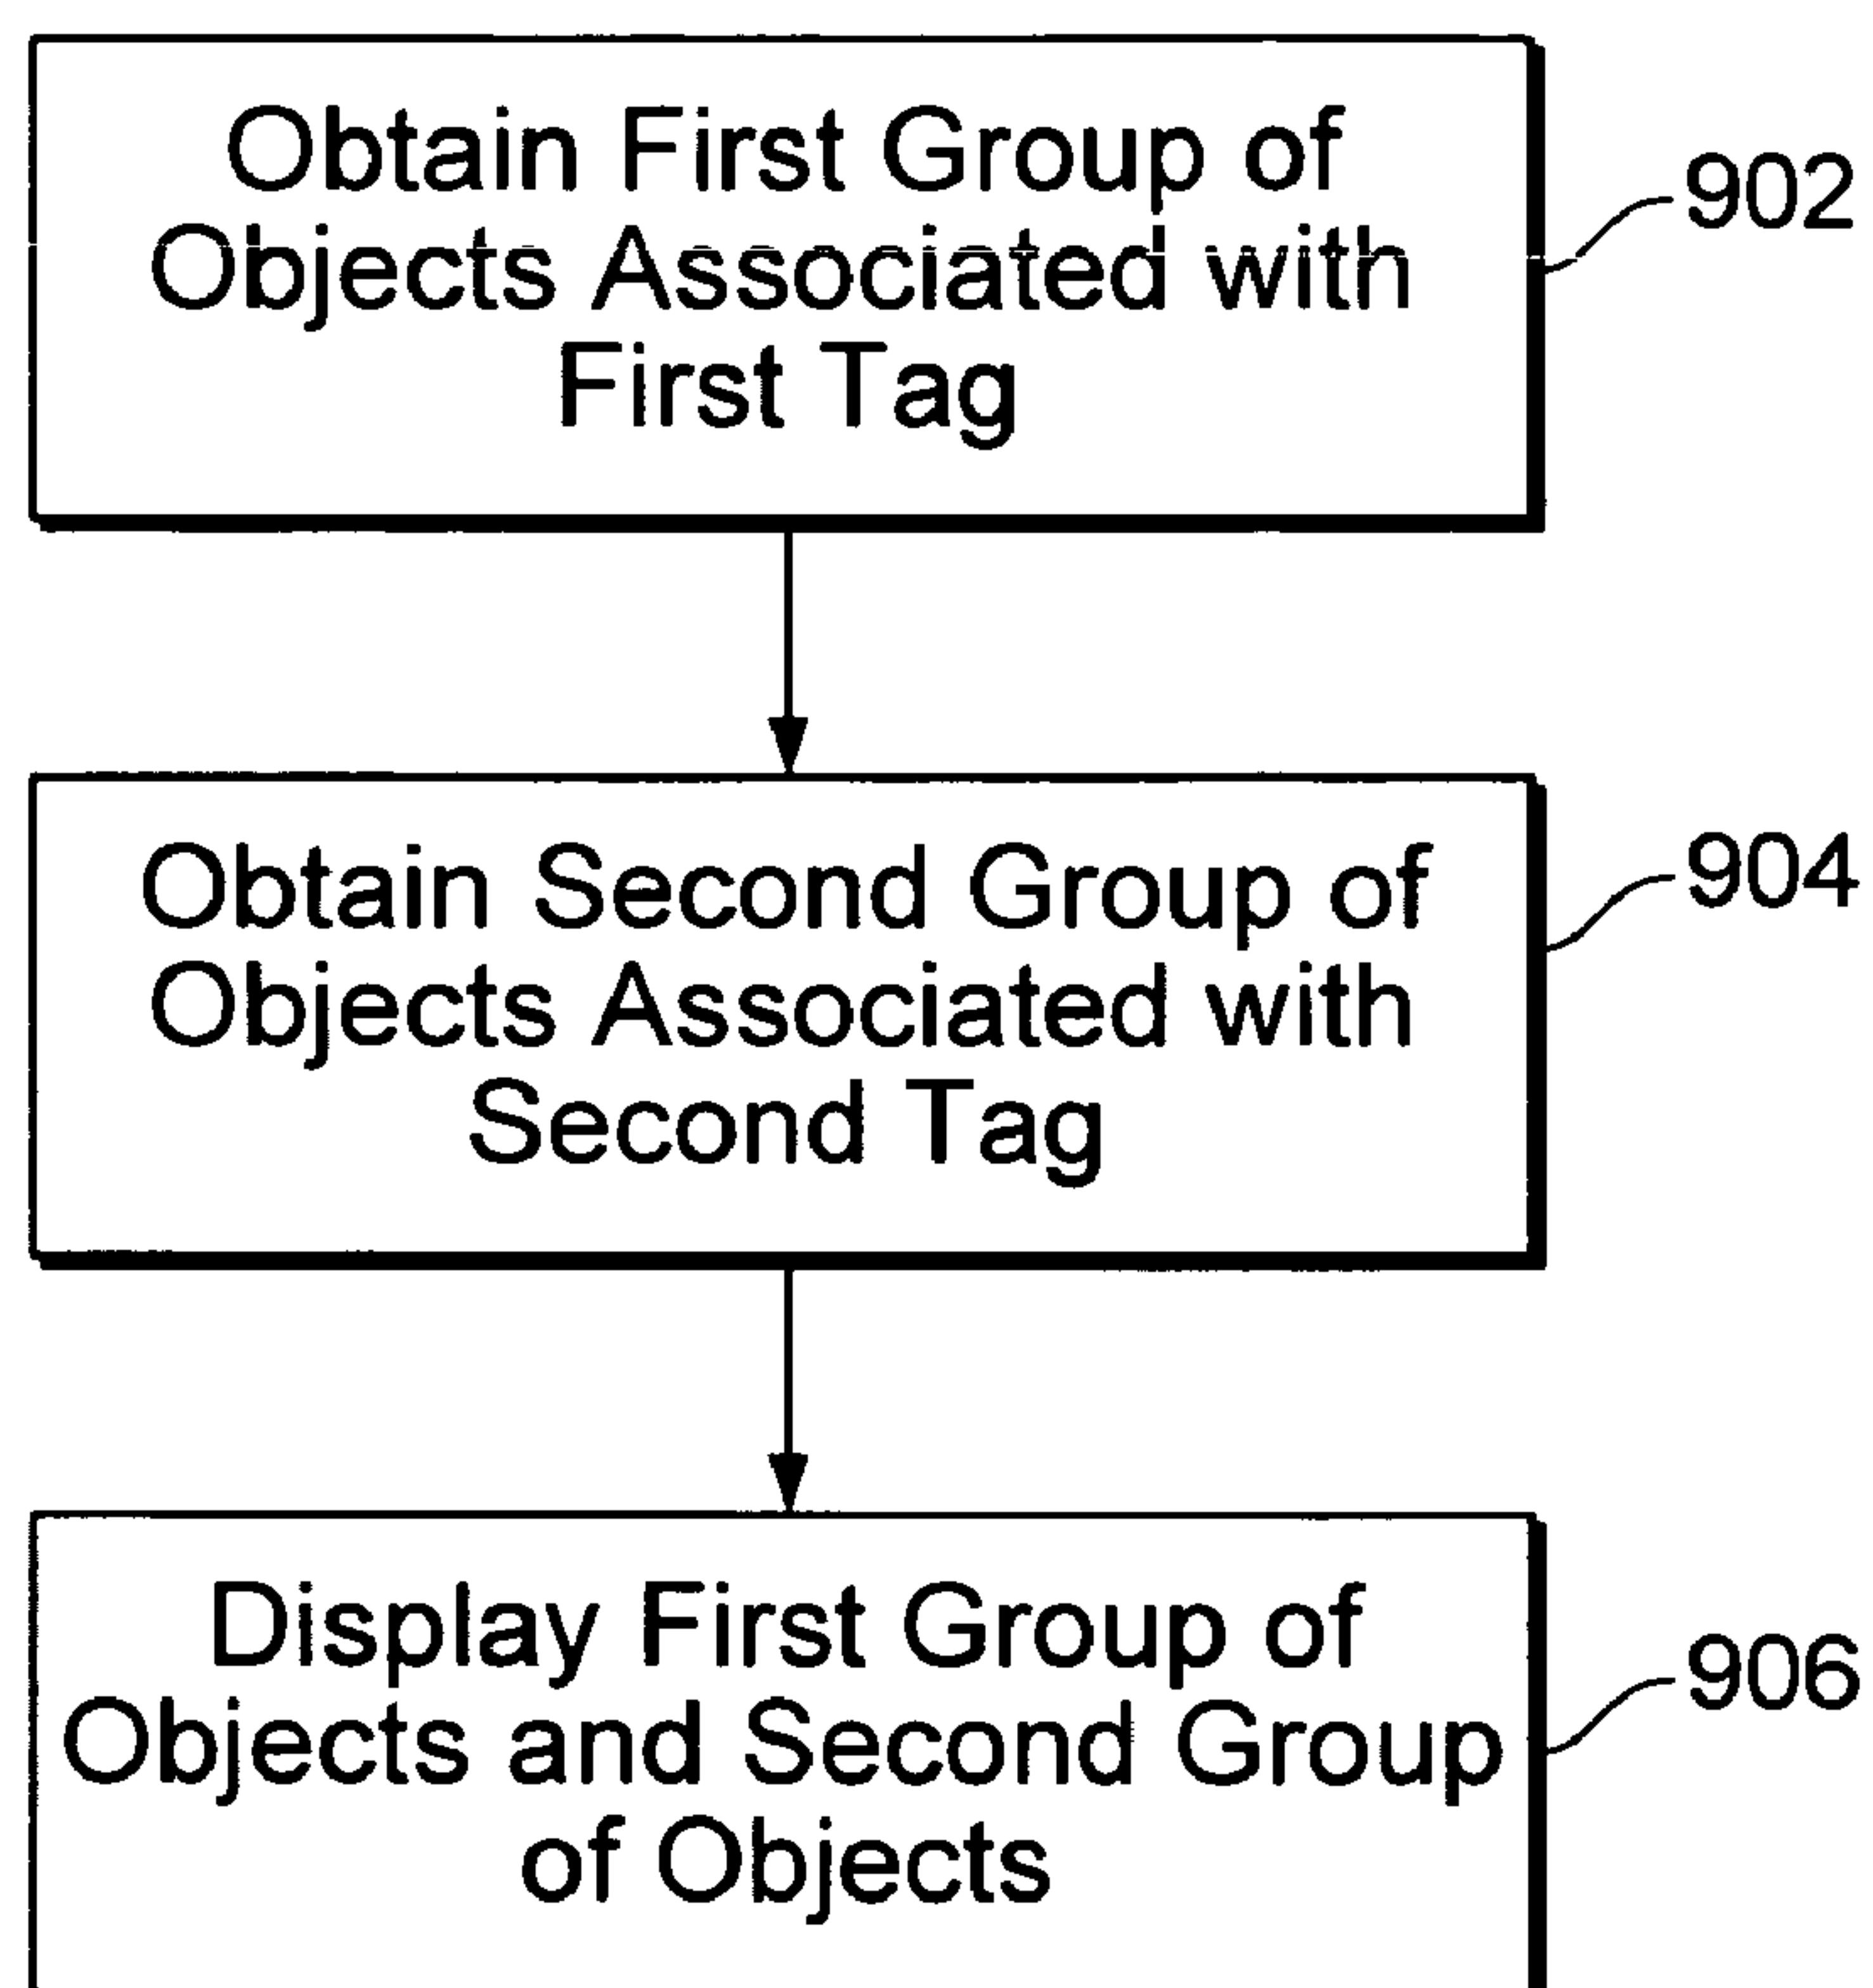 Obtain First Group of
Objects Associated with
First Tag
902
Obtain Second Group of
Objects Associated with
Second Tag
904
Display First Group of
Objects and Second Group
of Objects
906